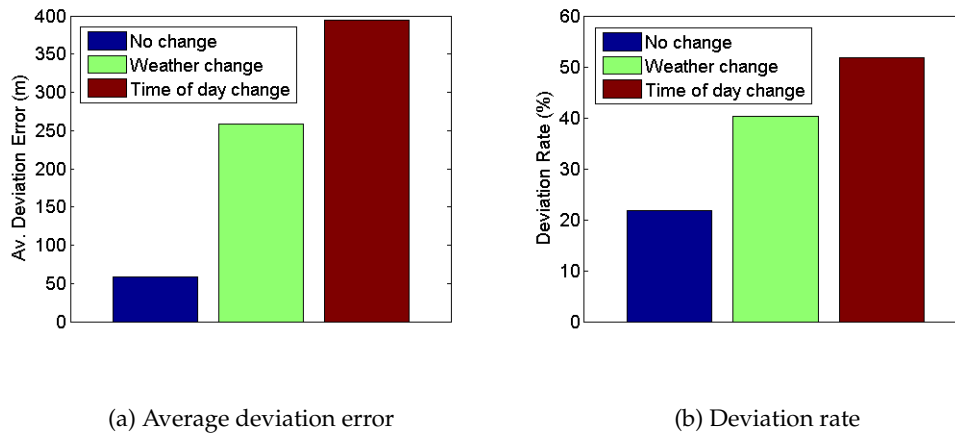 400
350
300
250
200
150
100
50
0
Av. Deviation Error (m)
No change
Weather change
Time of day change
(a) Average deviation error
60
50
40
30
20
10
0
Deviation Rate (%)
No change
Weather change
Time of day change
(b) Deviation rate